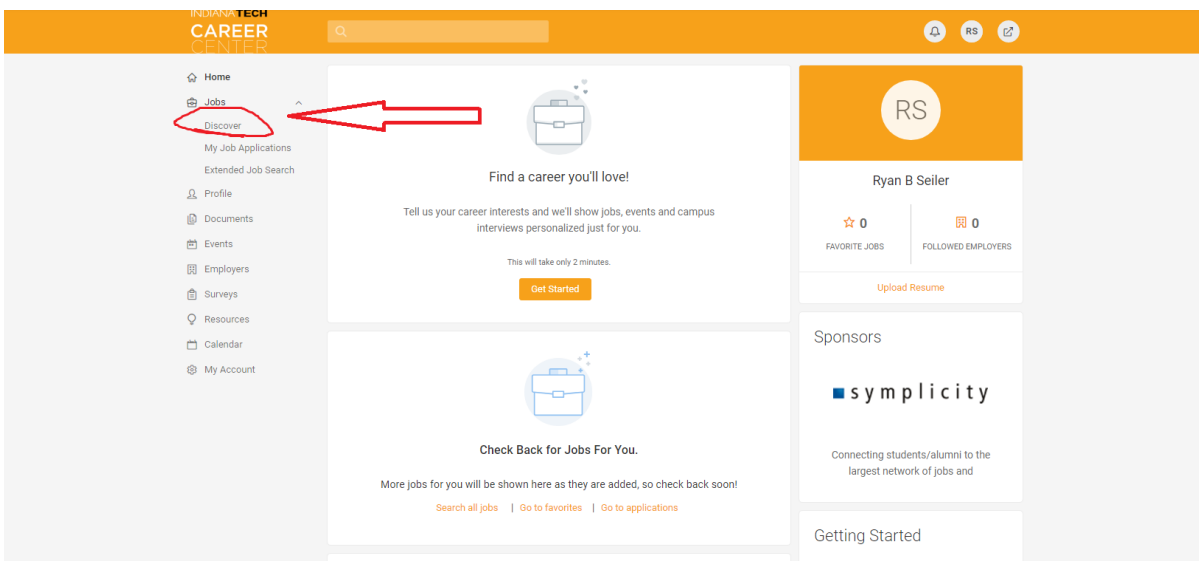 INDIANA TECH
CAREER
CENTER
RS
Home
Jobs
Discover
My Job Applications
Extended Job Search
Profile
Documents
Events
Employers
Surveys
Resources
Calendar
My Account
Find a career you'll love!
Tell us your career interests and we'll show jobs, events and campus
interviews personalized just for you.
This will take only 2 minutes.
Get Started
Check Back for Jobs For You.
More jobs for you will be shown here as they are added, so check back soon!
Search all jobs | Go to favorites | Go to applications
RS
Ryan B Seiler
0 0
FAVORITE JOBS FOLLOWED EMPLOYERS
Upload Resume
Sponsors
symplicity
Connecting students/alumni to the
largest network of jobs and
Getting Started